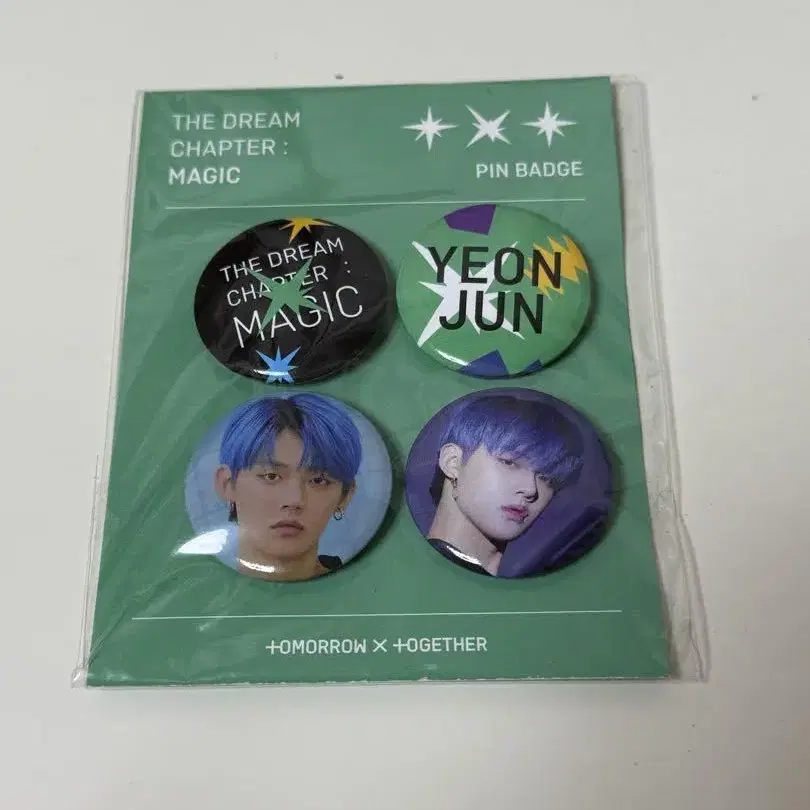 THE DREAM
CHAPTER :
MAGIC
PIN BADGE
THE DREAM
CHAPTER :
MAGIC
YEON
JUN
TOMORROW X TOGETHER